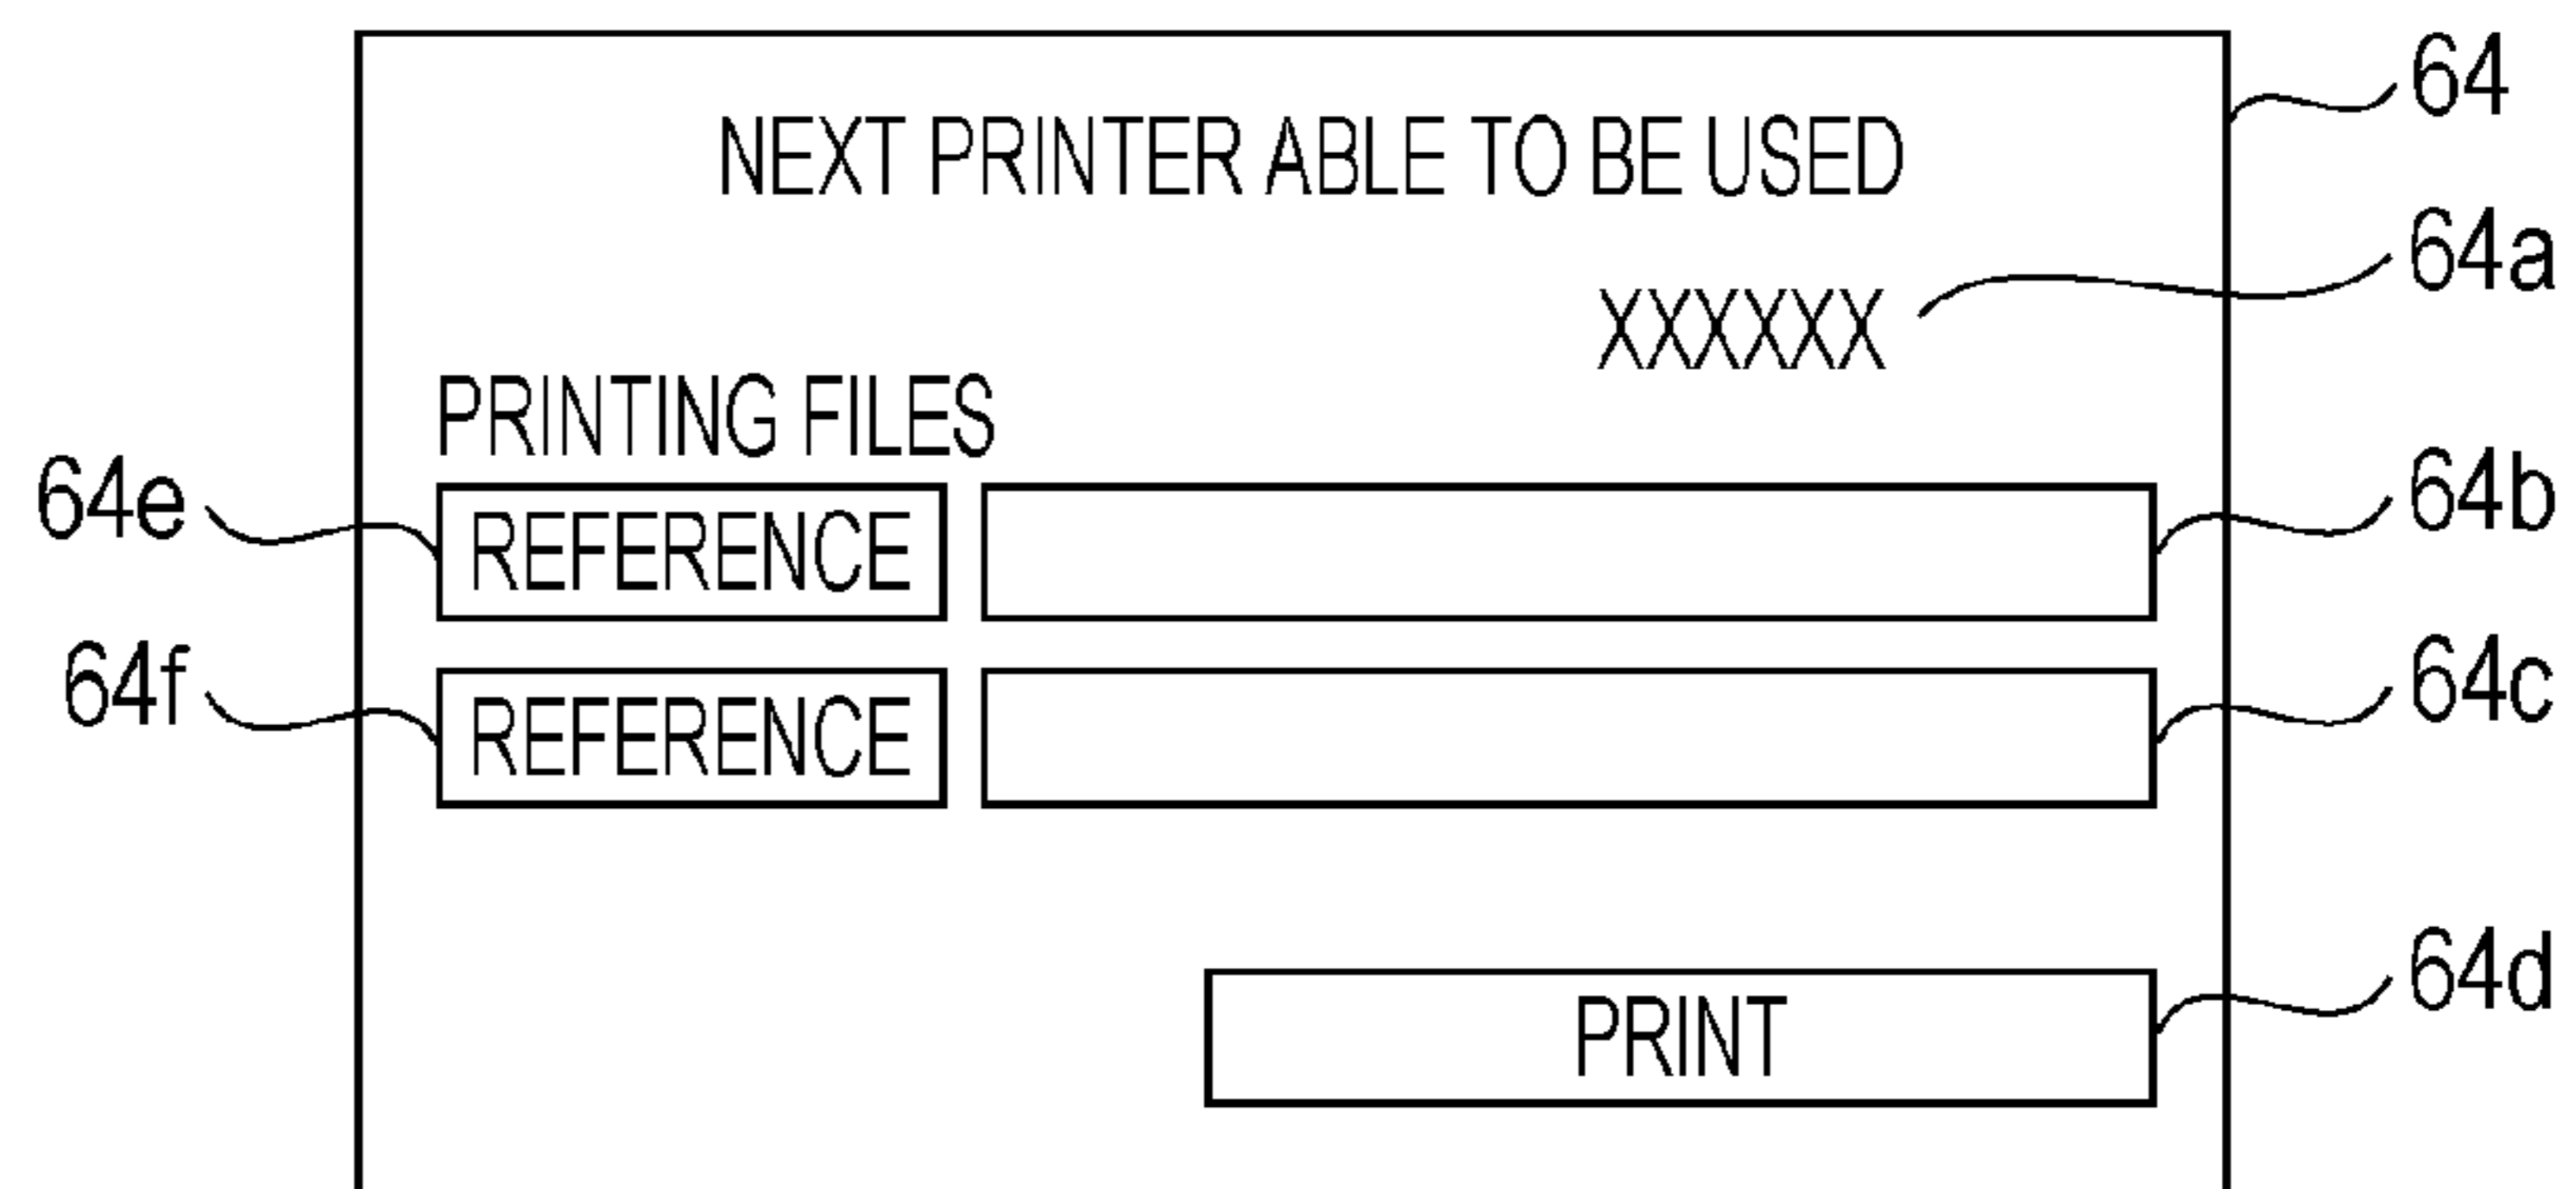 64
NEXT PRINTER ABLE TO BE USED
64a
XXXXXX
PRINTING FILES
64e REFERENCE 64b
64f REFERENCE 64c
PRINT 64d